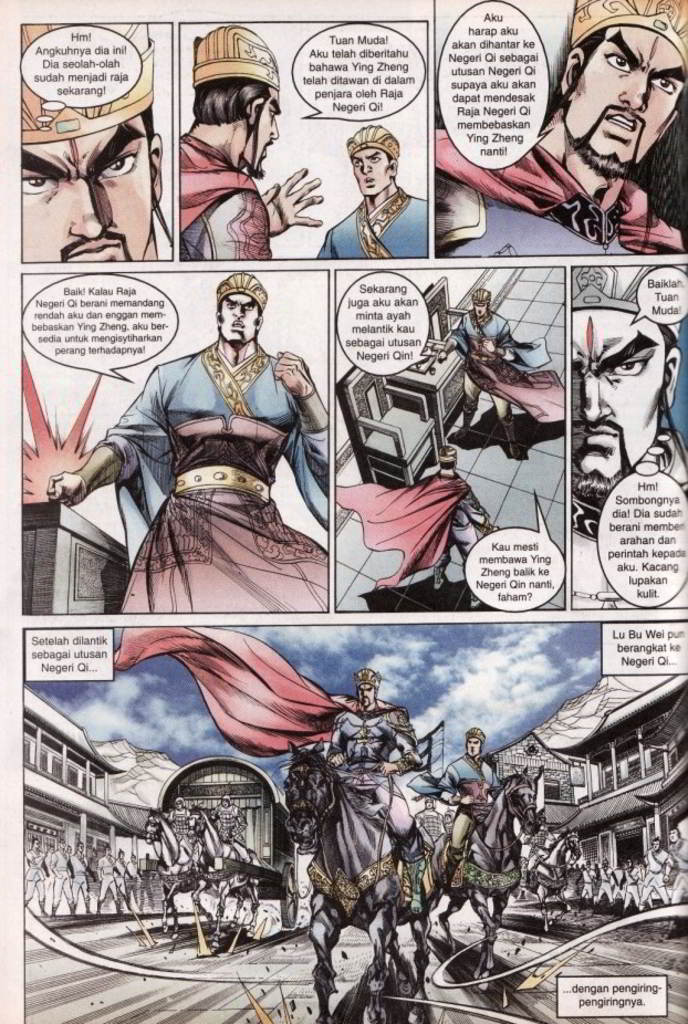 Hm!
Angkuhnya dia ini!
Dia seolah-olah
sudah menjadi raja
sekarang!
Tuan Muda!
Aku telah diberitahu
bahawa Ying Zheng
telah ditawan di dalam
penjara oleh Raja
Negeri Qi!
Aku
harap aku
akan dihantar ke
Negeri Qi sebagai
utusan Negeri Qin
supaya aku akan
dapat mendesak
Raja Negeri Qi
membebaskan
Ying Zheng
nanti!
Baik! Kalau Raja
Negeri Qi berani memandang
rendah aku dan enggan mem-
bebaskan Ying Zheng, aku ber-
sedia untuk mengisytiharkan
perang terhadapnya!
Sekarang
juga aku akan
minta ayah
melantik kau
sebagai utusan
Negeri Qin!
Kau mesti
membawa Ying
Zheng balik ke
Negeri Qin nanti,
faham?
Baiklah,
Tuan
Muda!
Hm!
Sombongnya
dia! Dia sudah
berani memberi
arahan dan
perintah kepada
aku. Kacang
lupakan
kulit.
Setelah dilantik
sebagai utusan
Negeri Qi...
Lu Bu Wei pun
berangkat ke
Negeri Qi...
...dengan pengiring-
pengiringnya.